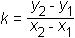 k = (y₂ - y₁) / (x₂ - x₁)